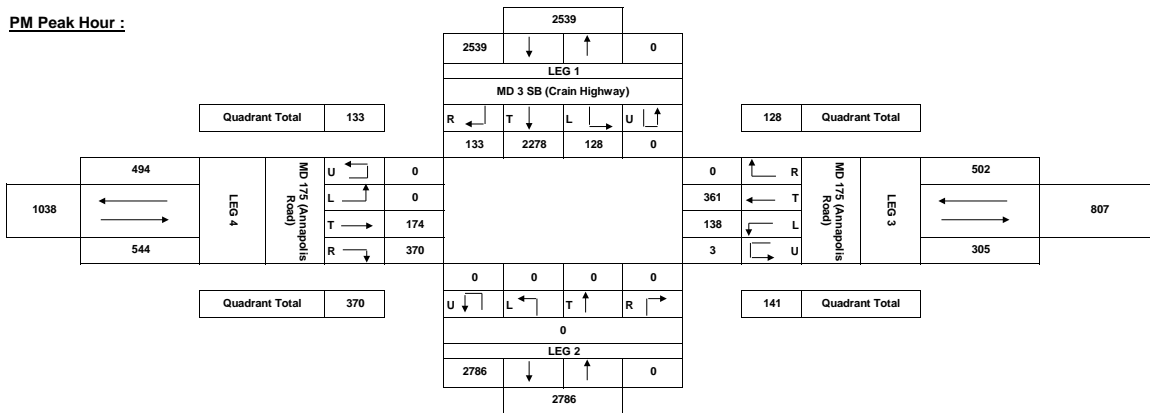 PM Peak Hour :
2539
2539 0
LEG 1
MD 3 SB (Crain Highway)
Quadrant Total 133
R T L U
128 Quadrant Total
133 2278 128 0
494
LEG 4
MD 175 (Annapolis Road)
U 0
L 0
T 174
R 370
1038
544
0 R
361 T
138 L
3 U
MD 175 (Annapolis Road)
LEG 3
502
807
305
0 0 0 0
Quadrant Total 370
U L T R
141 Quadrant Total
0
LEG 2
2786 0
2786